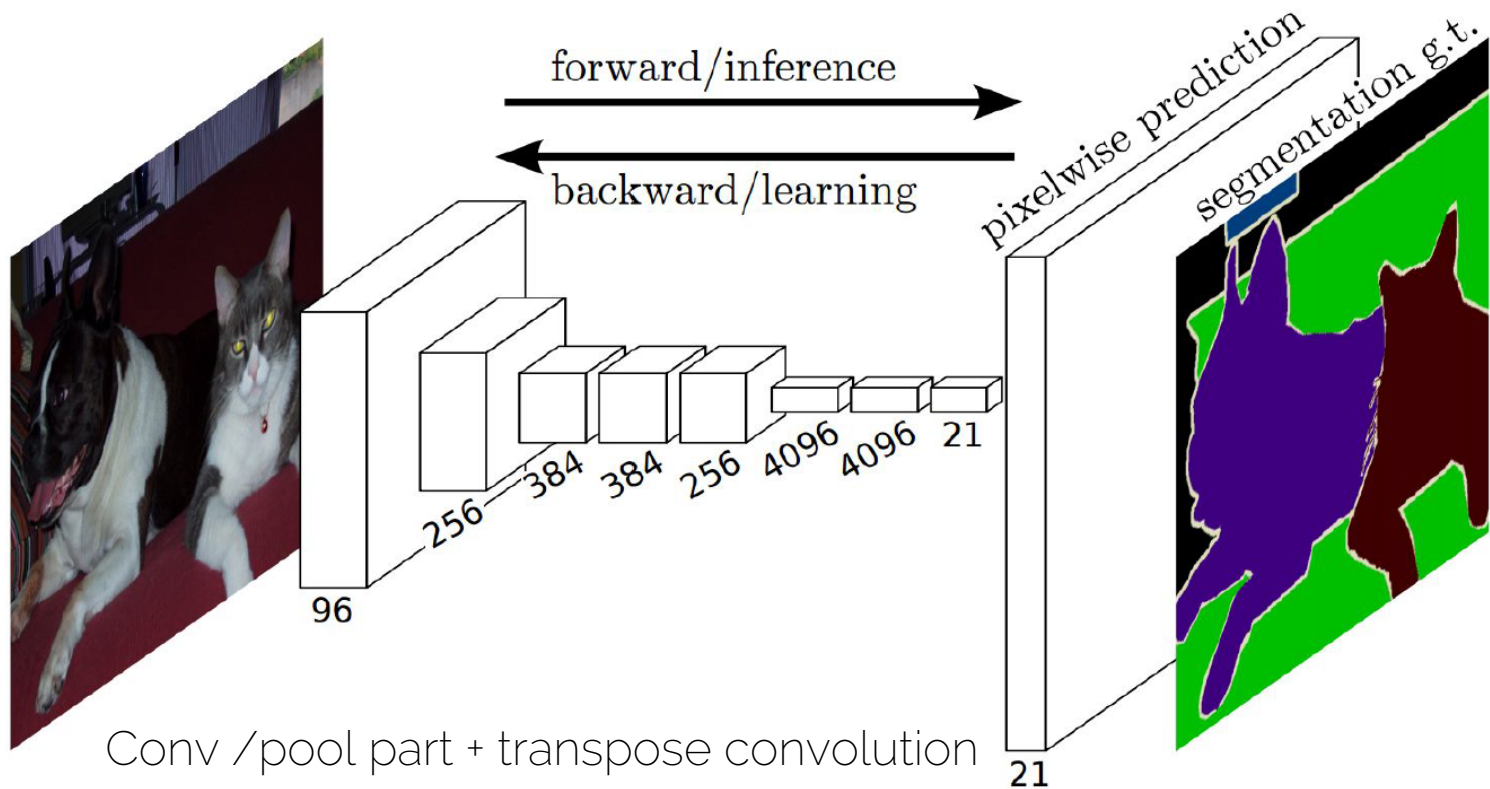 forward/inference
backward/learning
pixelwise prediction
segmentation g.t.
96
256
384
384
256
4096
4096
21
21
Conv /pool part + transpose convolution